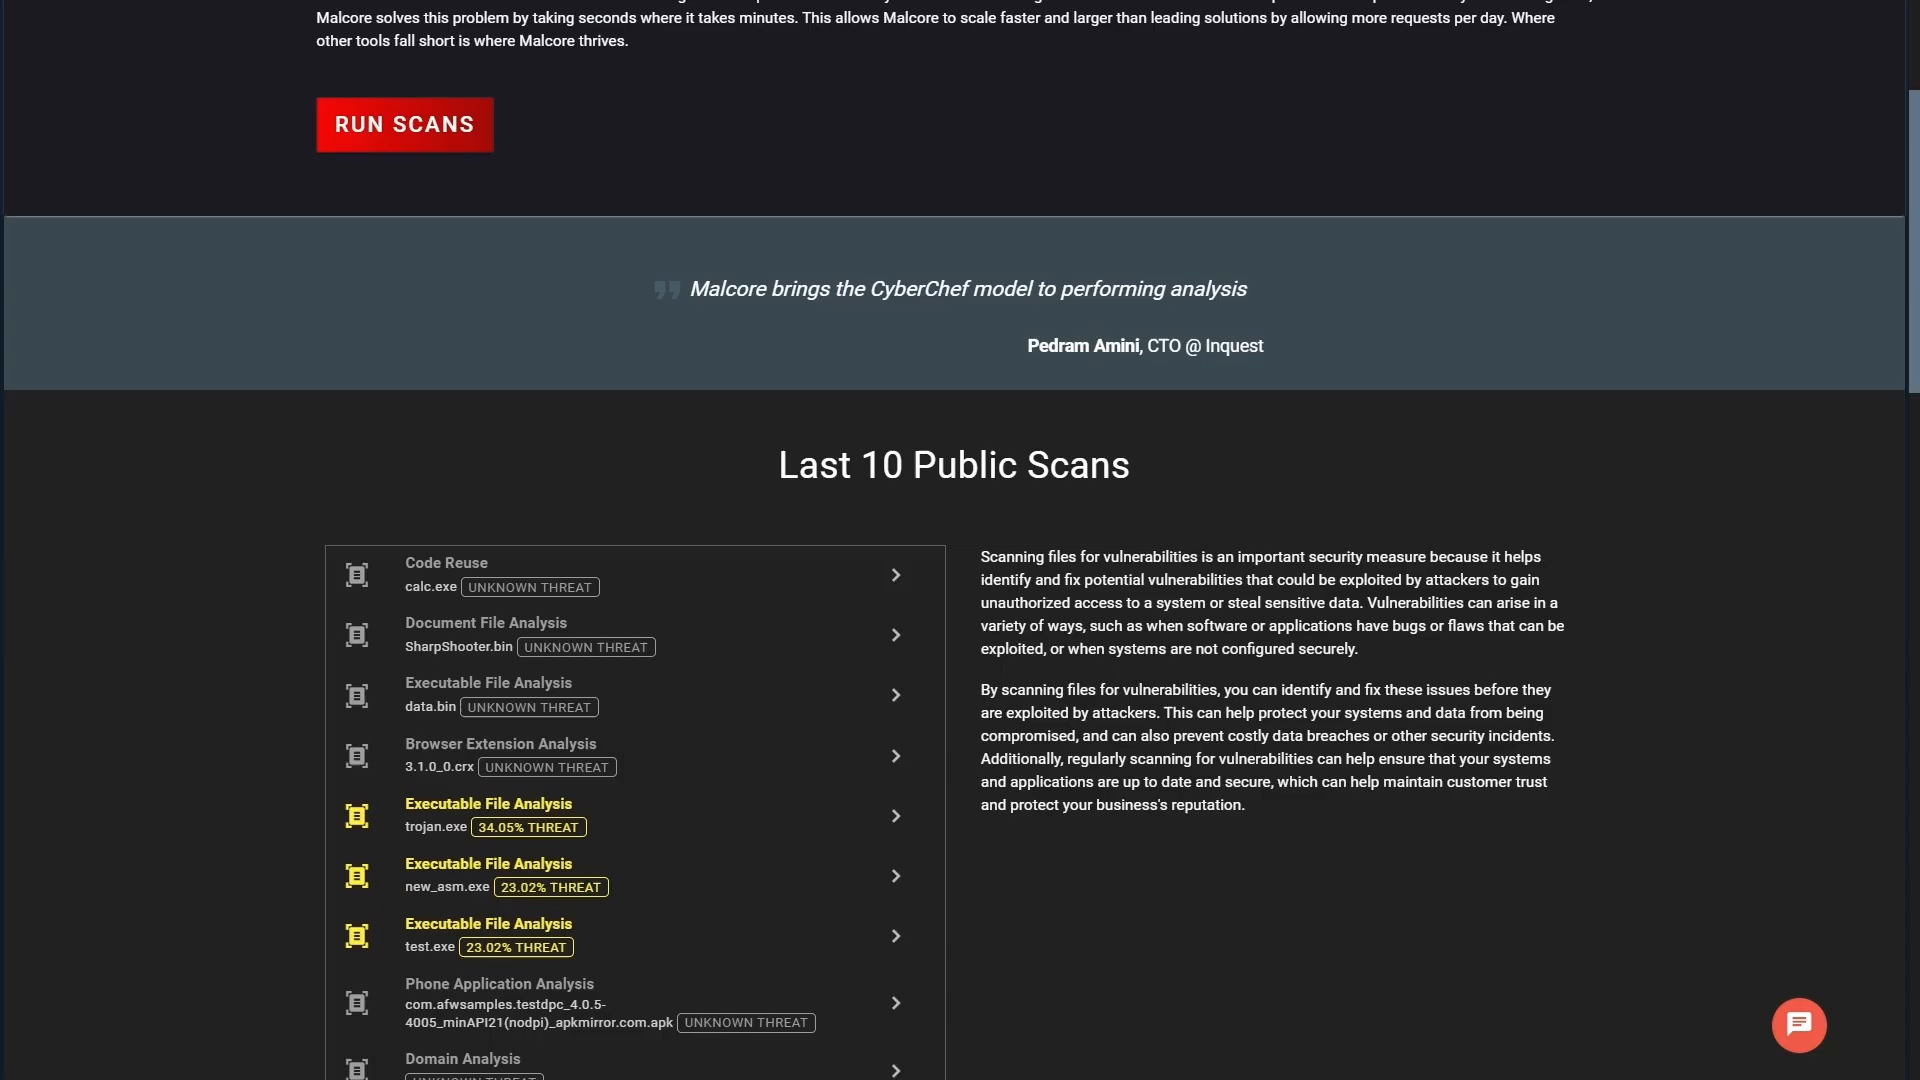 Malcore solves this problem by taking seconds where it takes minutes. This allows Malcore to scale faster and larger than leading solutions by allowing more requests per day. Where
other tools fall short is where Malcore thrives.
RUN SCANS
Malcore brings the CyberChef model to performing analysis
Pedram Amini, CTO @ Inquest
Last 10 Public Scans
Code Reuse
calc.exe UNKNOWN THREAT
Document File Analysis
SharpShooter.bin UNKNOWN THREAT
Executable File Analysis
data.bin UNKNOWN THREAT
Browser Extension Analysis
3.1.0_0.crx UNKNOWN THREAT
Executable File Analysis
trojan.exe 34.05% THREAT
Executable File Analysis
new_asm.exe 23.02% THREAT
Executable File Analysis
test.exe 23.02% THREAT
Phone Application Analysis
com.afwsamples.testdpc_4.0.5-
4005_minAPI21(nodpi)_apkmirror.com.apk UNKNOWN THREAT
Domain Analysis
UNKNOWN THREAT
Scanning files for vulnerabilities is an important security measure because it helps
identify and fix potential vulnerabilities that could be exploited by attackers to gain
unauthorized access to a system or steal sensitive data. Vulnerabilities can arise in a
variety of ways, such as when software or applications have bugs or flaws that can be
exploited, or when systems are not configured securely.
By scanning files for vulnerabilities, you can identify and fix these issues before they
are exploited by attackers. This can help protect your systems and data from being
compromised, and can also prevent costly data breaches or other security incidents.
Additionally, regularly scanning for vulnerabilities can help ensure that your systems
and applications are up to date and secure, which can help maintain customer trust
and protect your business's reputation.